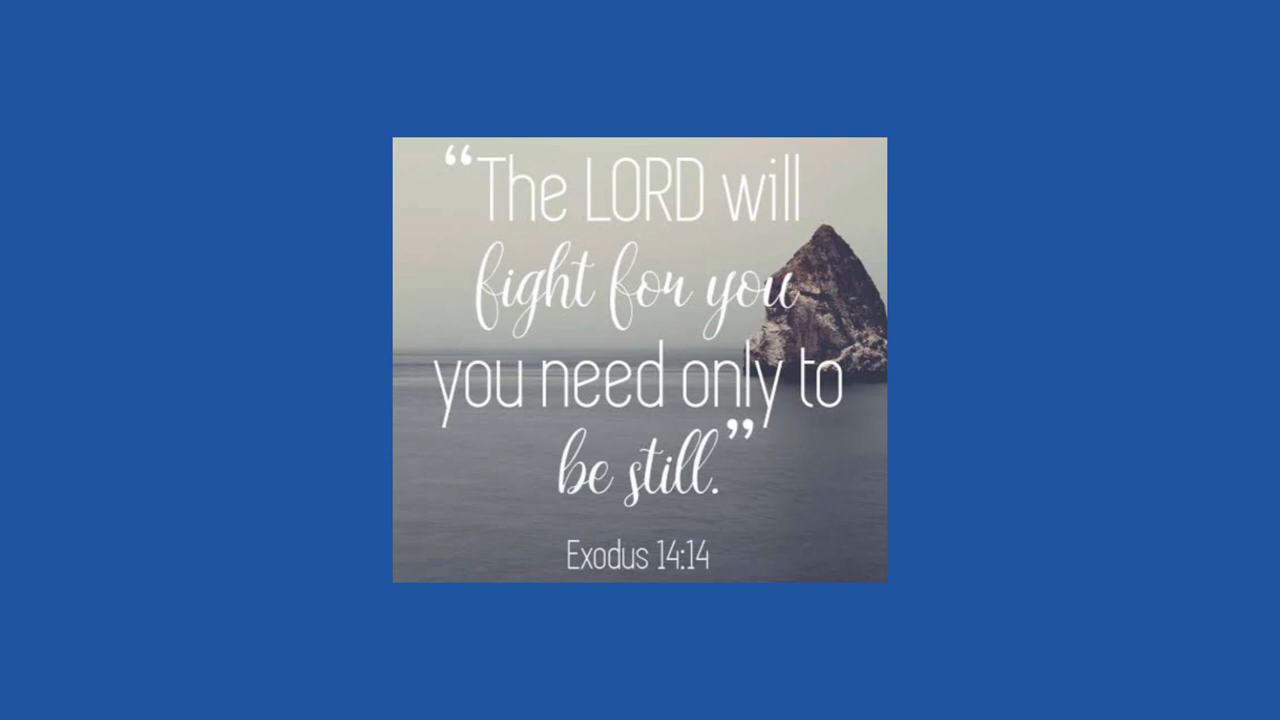 “The LORD will
fight for you
you need only to
be still.”
Exodus 14:14